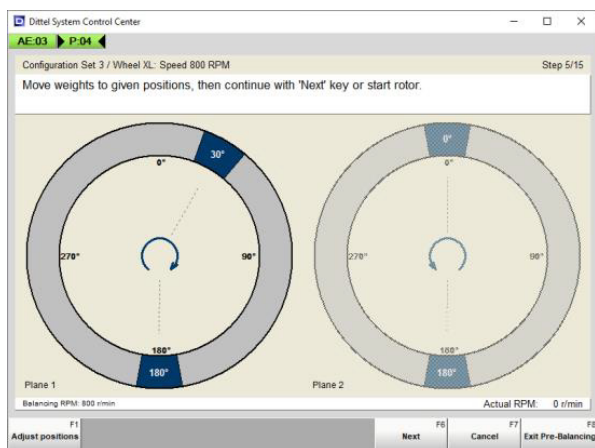 Dittel System Control Center
AE:03 P:04
Configuration Set 3 / Wheel XL: Speed 800 RPM Step 5/15
Move weights to given positions, then continue with 'Next' key or start rotor.
30° 0°
0° 0°
270° 90° 270° 90°
180° 180°
180° 180°
Plane 1 Plane 2
Balancing RPM: 800 r/min Actual RPM: 0 r/min
F1 F6 F7 F8
Adjust positions Next Cancel Exit Pre-Balancing